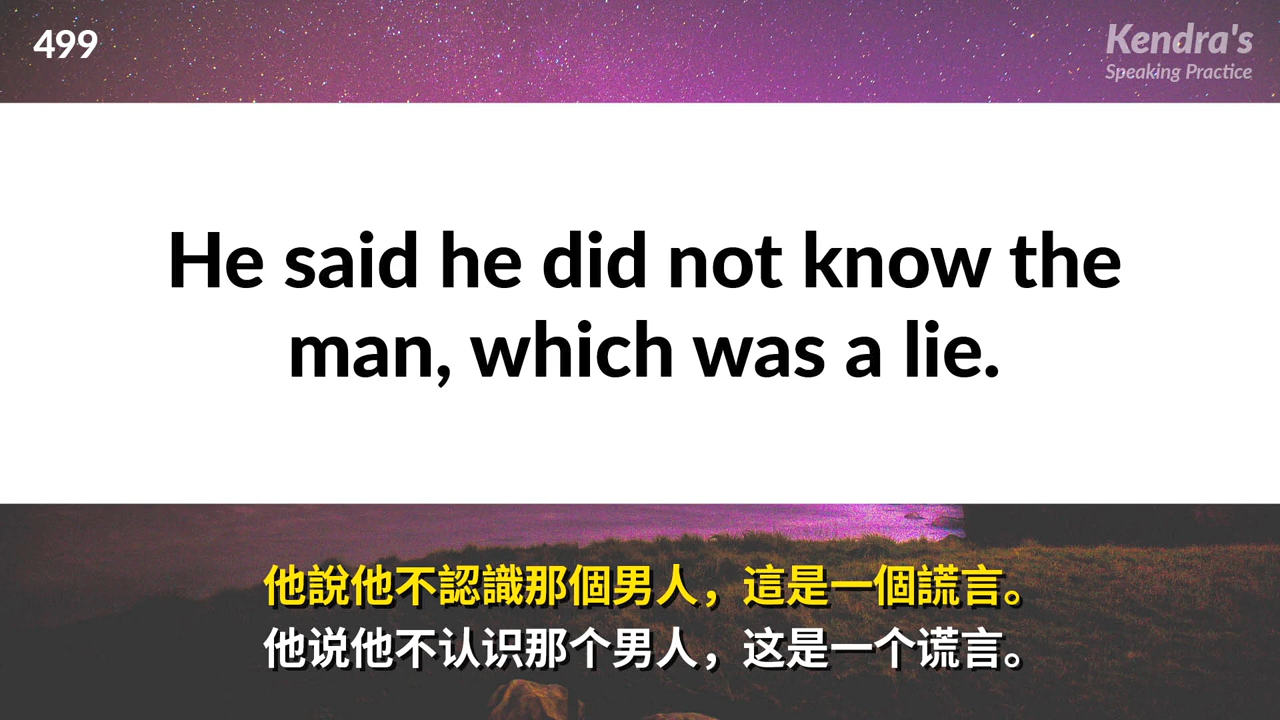 499
Kendra's
Speaking Practice
He said he did not know the
man, which was a lie.
他說他不認識那個男人，這是一個謊言。
他说他不认识那个男人，这是一个谎言。